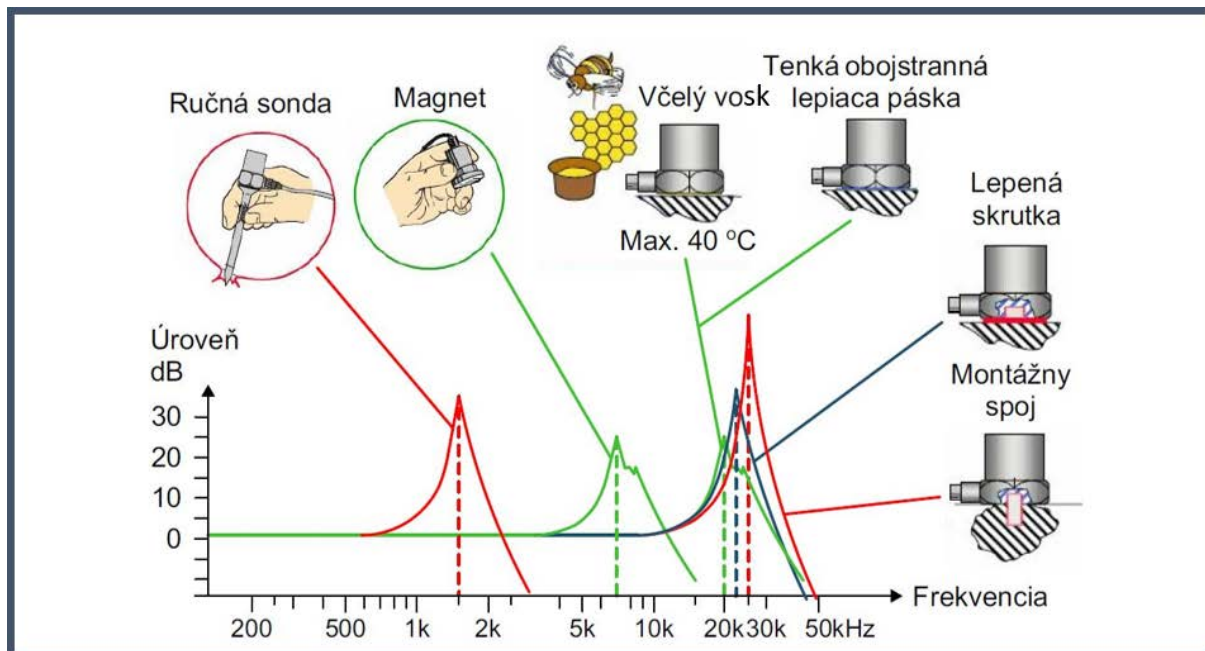 Ručná sonda
Magnet
Včelý vosk
Max. 40 °C
Tenká obojstranná
lepiaca páska
Lepená
skrutka
Montážny
spoj
Úroveň
dB
30
20
10
0
200 500 1k 2k 5k 10k 20k 30k 50kHz
Frekvencia